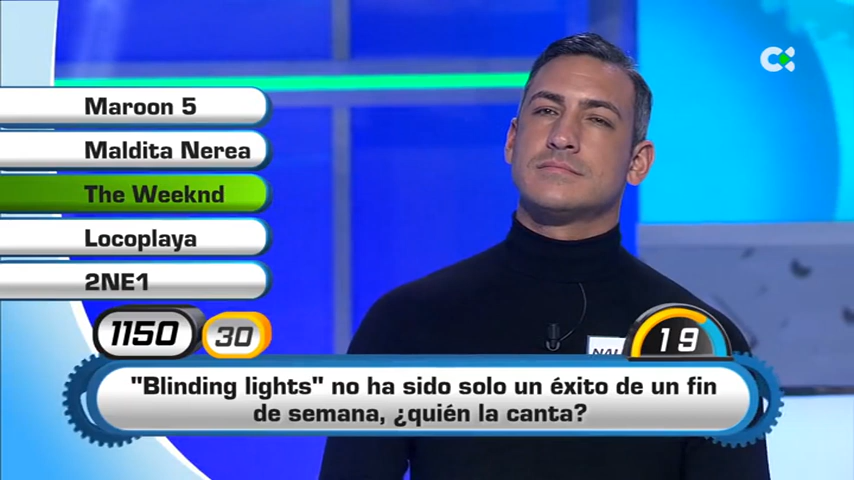 Maroon 5
Maldita Nerea
The Weeknd
Locoplaya
2NE1
1150
30
19
"Blinding lights" no ha sido solo un éxito de un fin
de semana, ¿quién la canta?